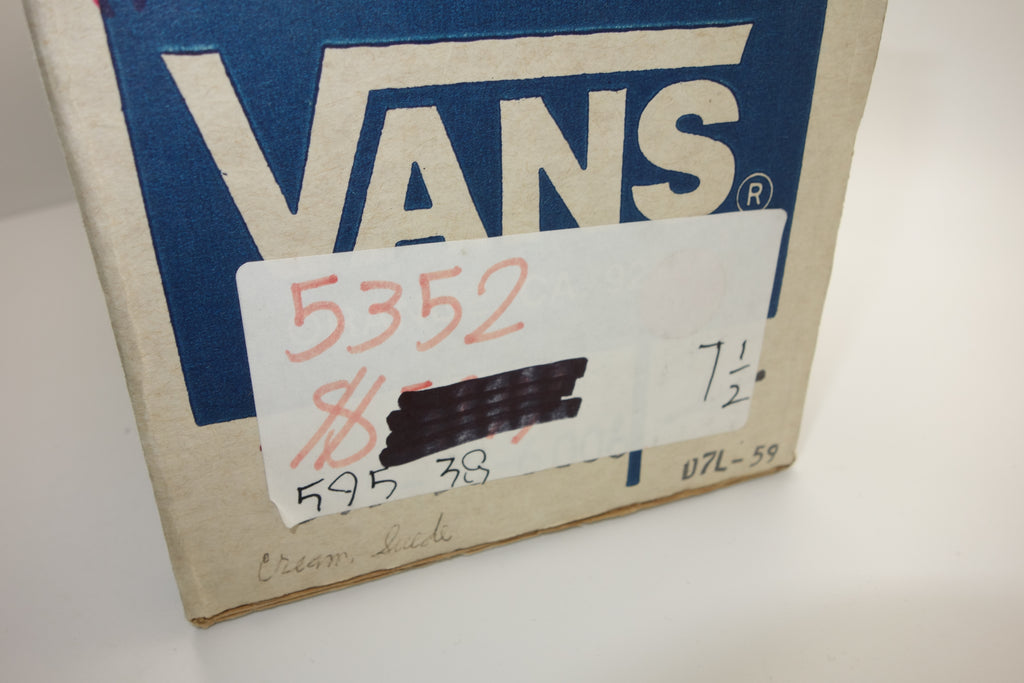 VANS®
5352
$
7 1/2
595 38
D7L-59
Cream, Suede